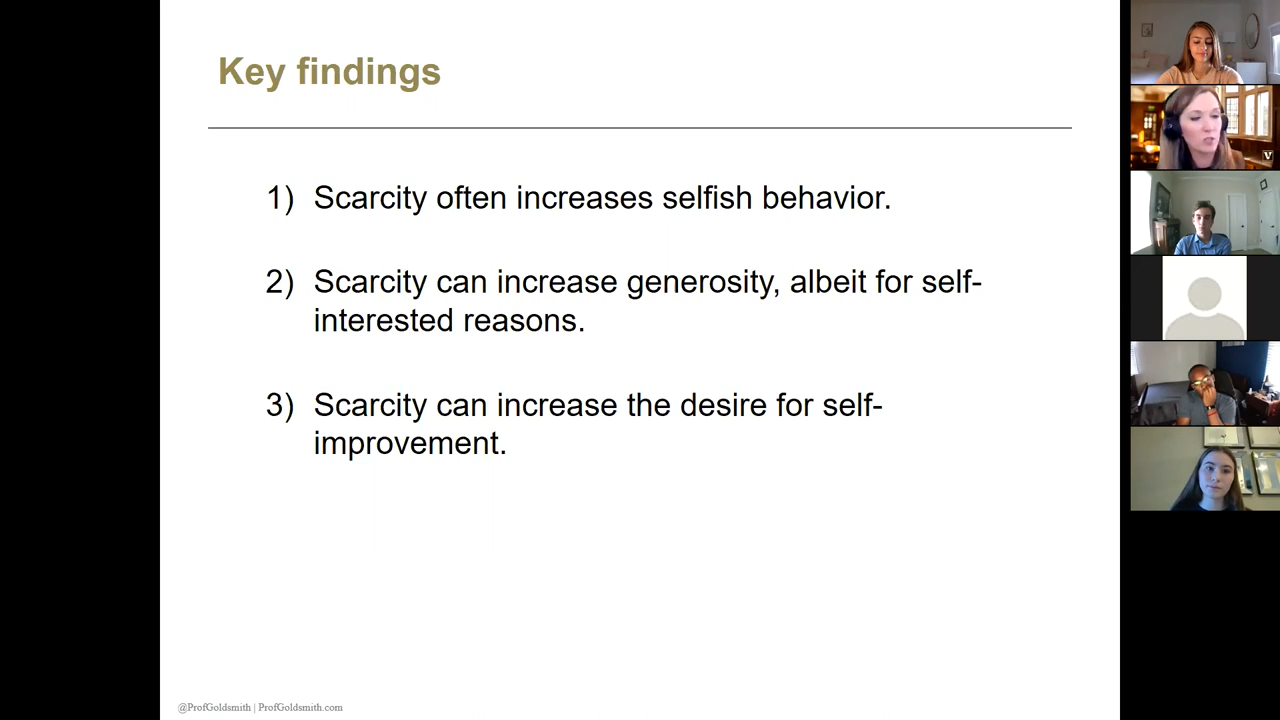 Key findings
1) Scarcity often increases selfish behavior.
2) Scarcity can increase generosity, albeit for self-
interested reasons.
3) Scarcity can increase the desire for self-
improvement.
V
@ProfGoldsmith | ProfGoldsmith.com